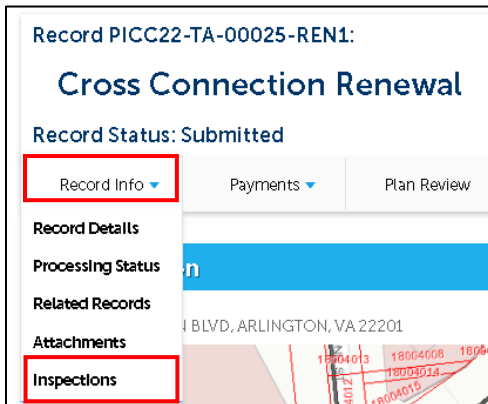 Record PICC22-TA-00025-REN1:
Cross Connection Renewal
Record Status: Submitted
Record Info Payments Plan Review
Record Details
Processing Status
n
Related Records
BLVD, ARLINGTON, VA 22201
Attachments
18004013 18004008
18004014
Inspections
18004015